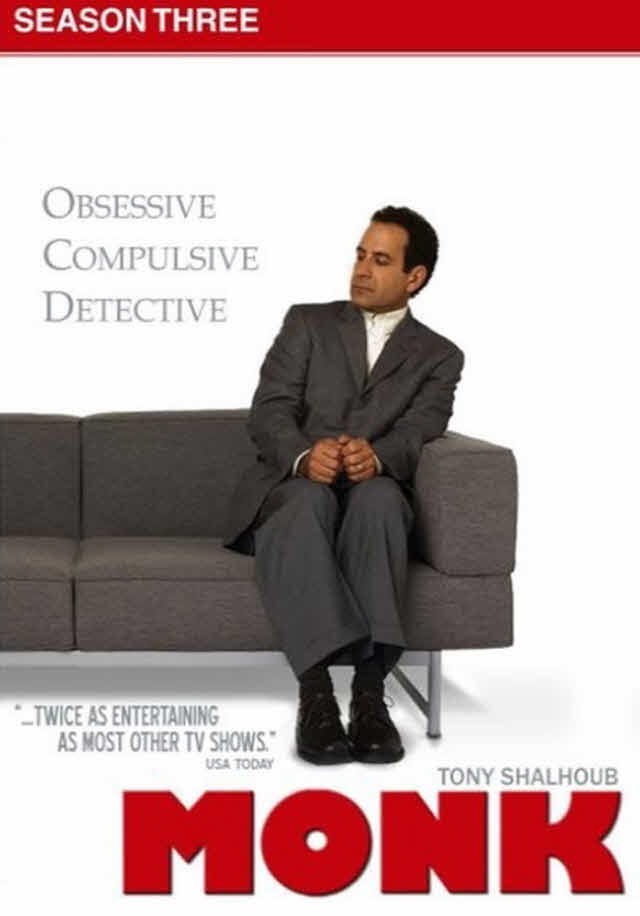 SEASON THREE
OBSESSIVE
COMPULSIVE
DETECTIVE
"...TWICE AS ENTERTAINING
AS MOST OTHER TV SHOWS."
USA TODAY
TONY SHALHOUB
MONK